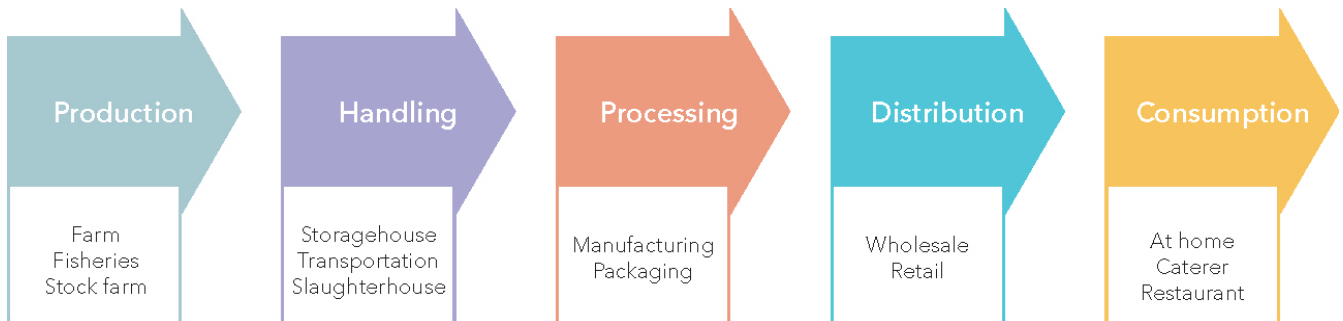 Production
Handling
Processing
Distribution
Consumption
Farm
Fisheries
Stock farm
Storagehouse
Transportation
Slaughterhouse
Manufacturing
Packaging
Wholesale
Retail
At home
Caterer
Restaurant